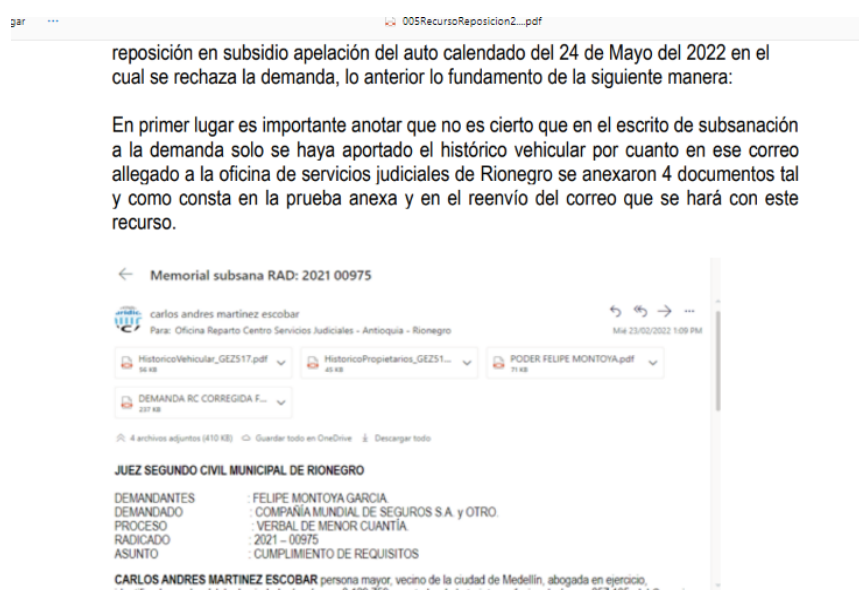 gar ...
005RecursoReposicion2....pdf
reposición en subsidio apelación del auto calendado del 24 de Mayo del 2022 en el
cual se rechaza la demanda, lo anterior lo fundamento de la siguiente manera:
En primer lugar es importante anotar que no es cierto que en el escrito de subsanación
a la demanda solo se haya aportado el histórico vehicular por cuanto en ese correo
allegado a la oficina de servicios judiciales de Rionegro se anexaron 4 documentos tal
y como consta en la prueba anexa y en el reenvío del correo que se hará con este
recurso.
Memorial subsana RAD: 2021 00975
carlos andres martinez escobar
Para: Oficina Reparto Centro Servicios Judiciales - Antioquia - Rionegro
Mié 23/02/2022 1:09 PM
HistoricoVehicular_GEZ517.pdf
56 KB
HistoricoPropietarios_GEZ51...
45 KB
PODER FELIPE MONTOYA.pdf
71 KB
DEMANDA RC CORREGIDA F...
237 KB
4 archivos adjuntos (410 KB) Guardar todo en OneDrive Descargar todo
JUEZ SEGUNDO CIVIL MUNICIPAL DE RIONEGRO
DEMANDANTES : FELIPE MONTOYA GARCIA.
DEMANDADO : COMPAÑÍA MUNDIAL DE SEGUROS S.A. y OTRO.
PROCESO : VERBAL DE MENOR CUANTÍA.
RADICADO : 2021 – 00975
ASUNTO : CUMPLIMIENTO DE REQUISITOS
CARLOS ANDRES MARTINEZ ESCOBAR persona mayor, vecino de la ciudad de Medellín, abogada en ejercicio,